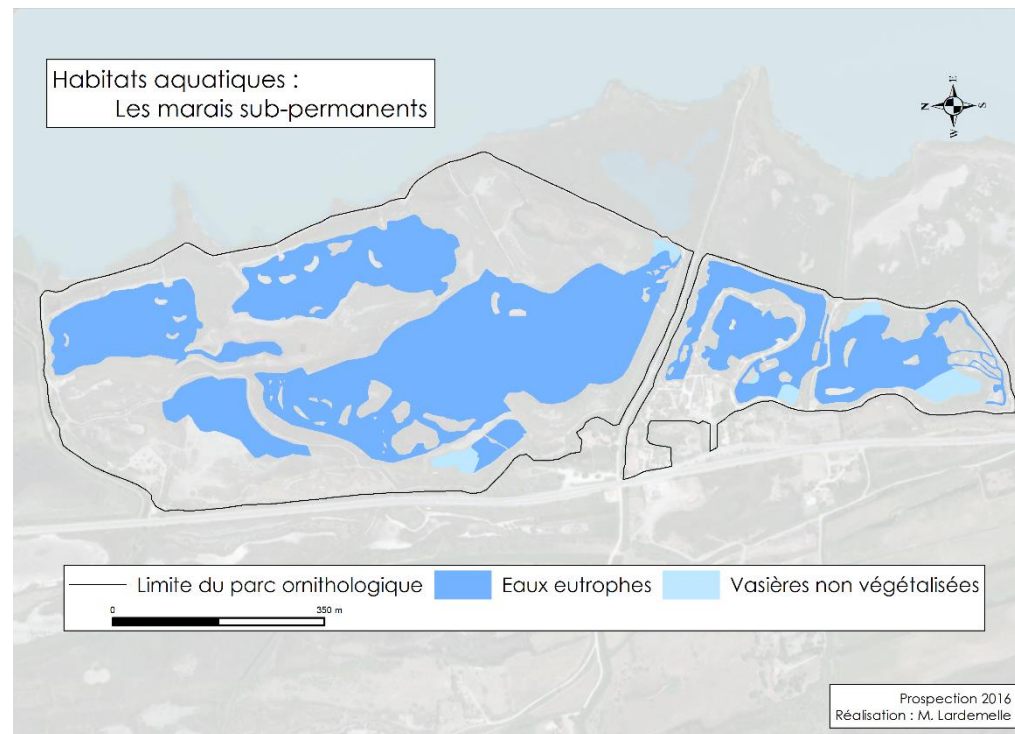 Habitats aquatiques :
Les marais sub-permanents
E
N S
W
Limite du parc ornithologique Eaux eutrophes Vasières non végétalisées
0 350 m
Prospection 2016
Réalisation : M. Lardemelle